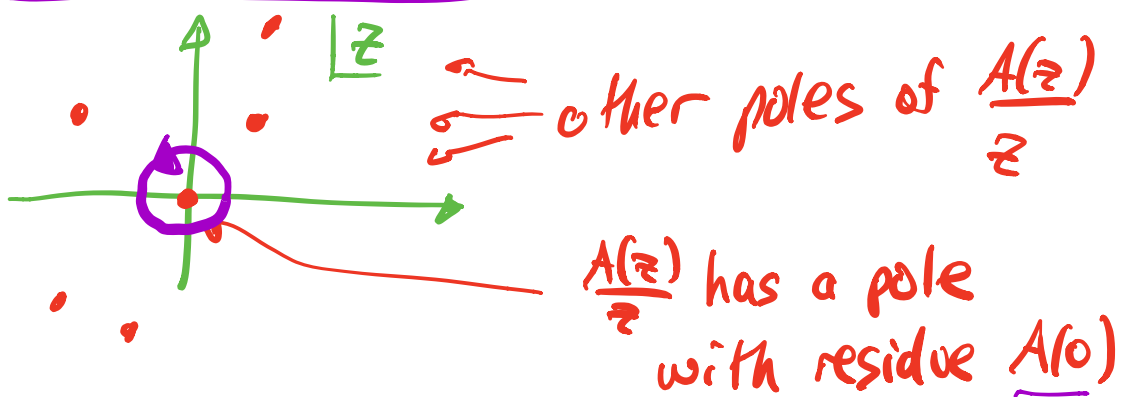 z
other poles of A(z)/z
A(z)/z has a pole
with residue A(0)